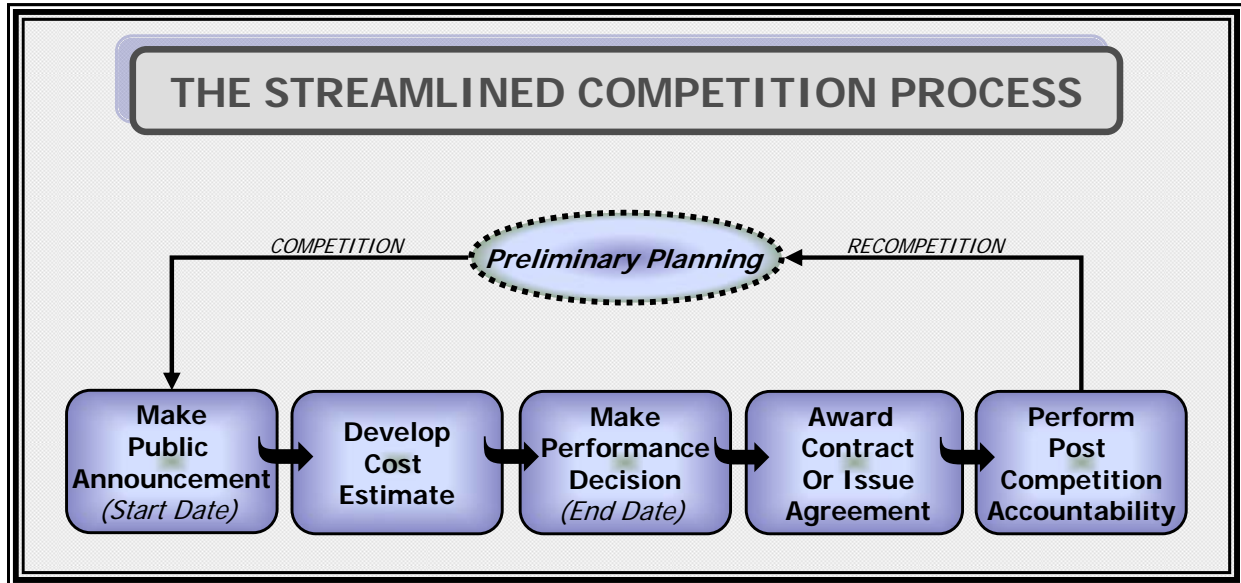 THE STREAMLINED COMPETITION PROCESS
COMPETITION
Preliminary Planning
RECOMPETITION
Make
Public
Announcement
(Start Date)
Develop
Cost
Estimate
Make
Performance
Decision
(End Date)
Award
Contract
Or Issue
Agreement
Perform
Post
Competition
Accountability